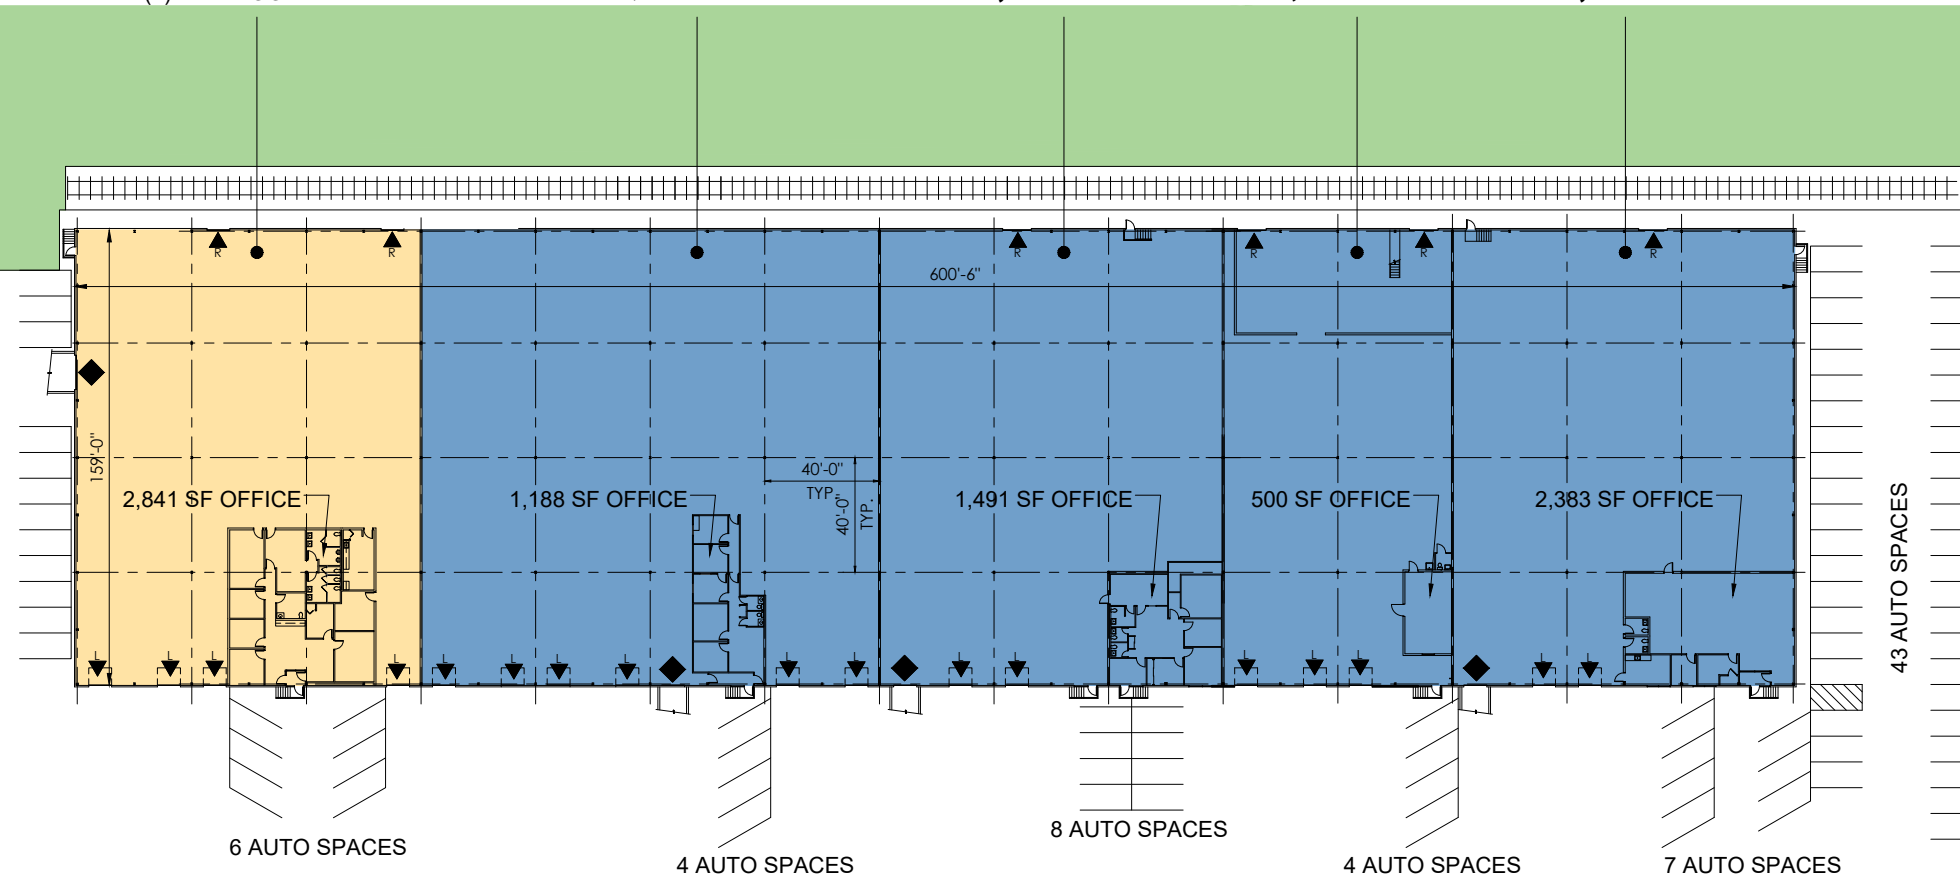 R
R
R
R
R
R
600'-6"
159'-0"
40'-0"
TYP.
40'-0"
TYP.
2,841 SF OFFICE
1,188 SF OFFICE
1,491 SF OFFICE
500 SF OFFICE
2,383 SF OFFICE
43 AUTO SPACES
6 AUTO SPACES
4 AUTO SPACES
8 AUTO SPACES
4 AUTO SPACES
7 AUTO SPACES